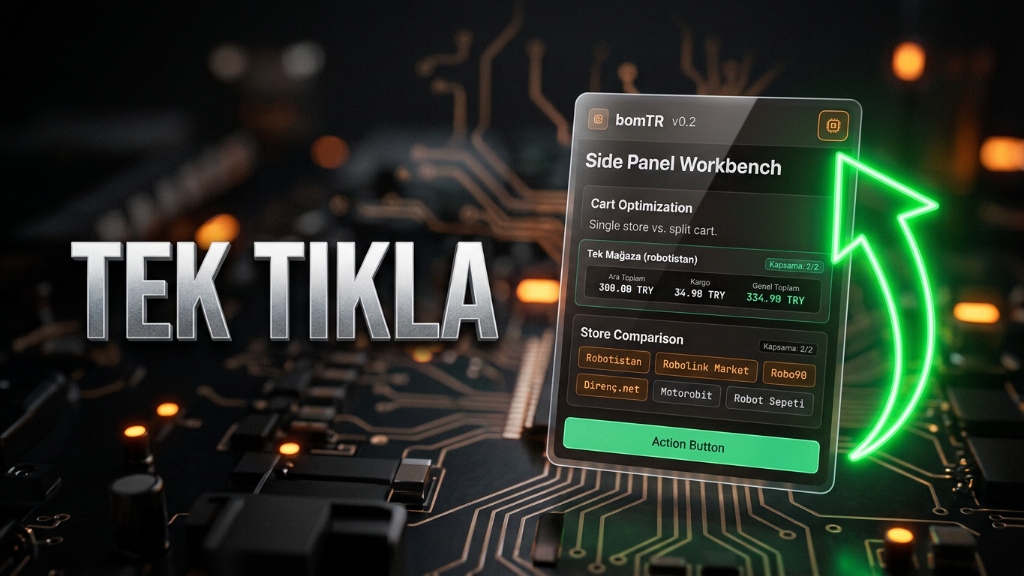 TEK TIKLA
bomTR v0.2
Side Panel Workbench
Cart Optimization
Single store vs. split cart.
Tek Mağaza (robotistan) Kapsama: 2/2
Ara Toplam Kargo Genel Toplam
300.00 TRY 34.90 TRY 334.90 TRY
Store Comparison Kapsama: 2/2
Robotistan Robolink Market Robo90
Direnç.net Motorobit Robot Sepeti
Action Button